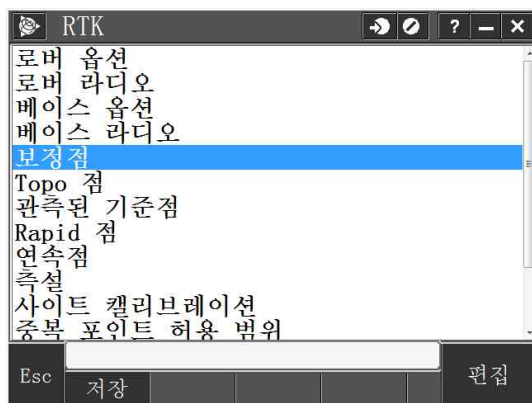 RTK ?
로버 옵션
로버 라디오
베이스 옵션
베이스 라디오
보정점
Topo 점
관측된 기준점
Rapid 점
연속점
측설
사이트 캘리브레이션
중복 포인트 허용 범위
Esc
저장
편집